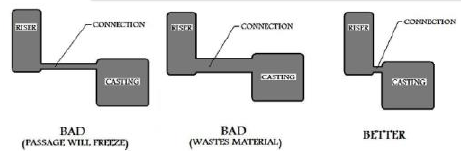 RISER
CONNECTION
CASTING
BAD
(PASSAGE WILL FREEZE)
RISER
CONNECTION
CASTING
BAD
(WASTES MATERIAL)
RISER
CONNECTION
CASTING
BETTER